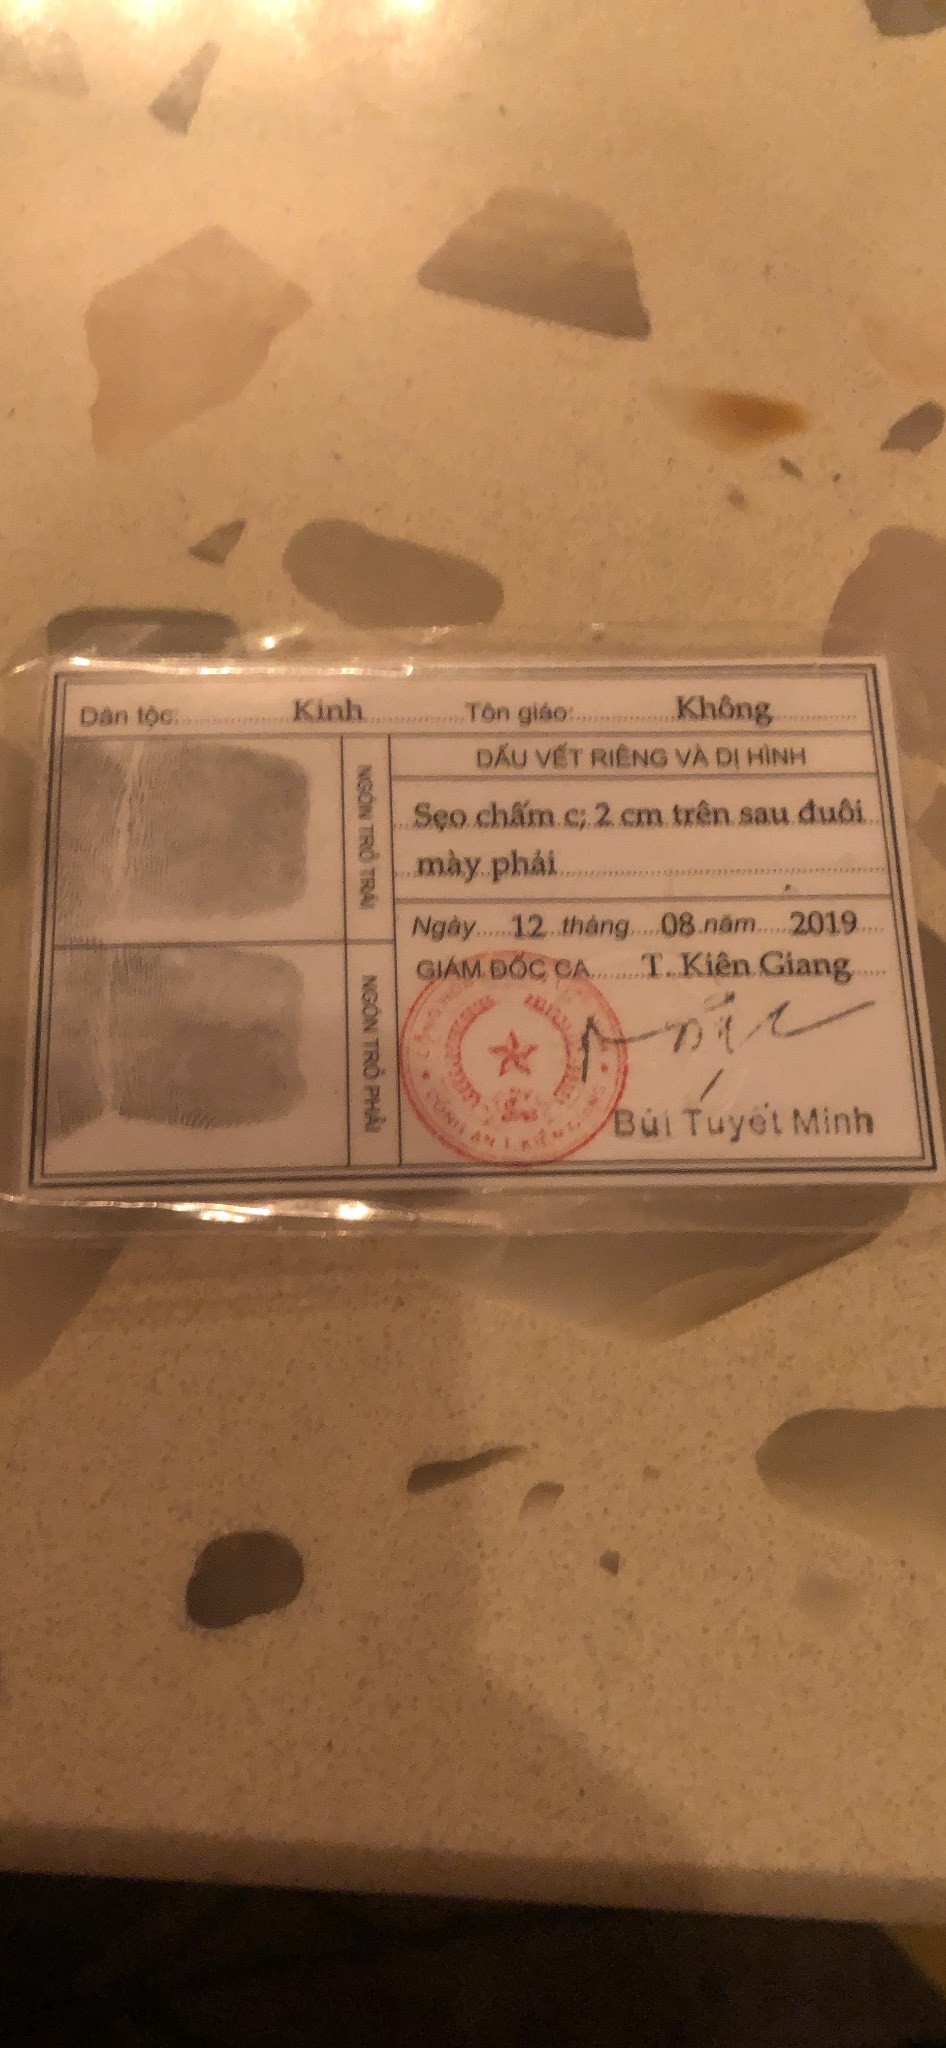 Dân tộc: Kinh Tôn giáo: Không
NGÓN TRỎ TRÁI
NGÓN TRỎ PHẢI
DẤU VẾT RIÊNG VÀ DỊ HÌNH
Sẹo chấm c; 2 cm trên sau đuôi
mày phải
Ngày 12 tháng 08 năm 2019
GIÁM ĐỐC CA T. Kiên Giang
Bùi Tuyết Minh